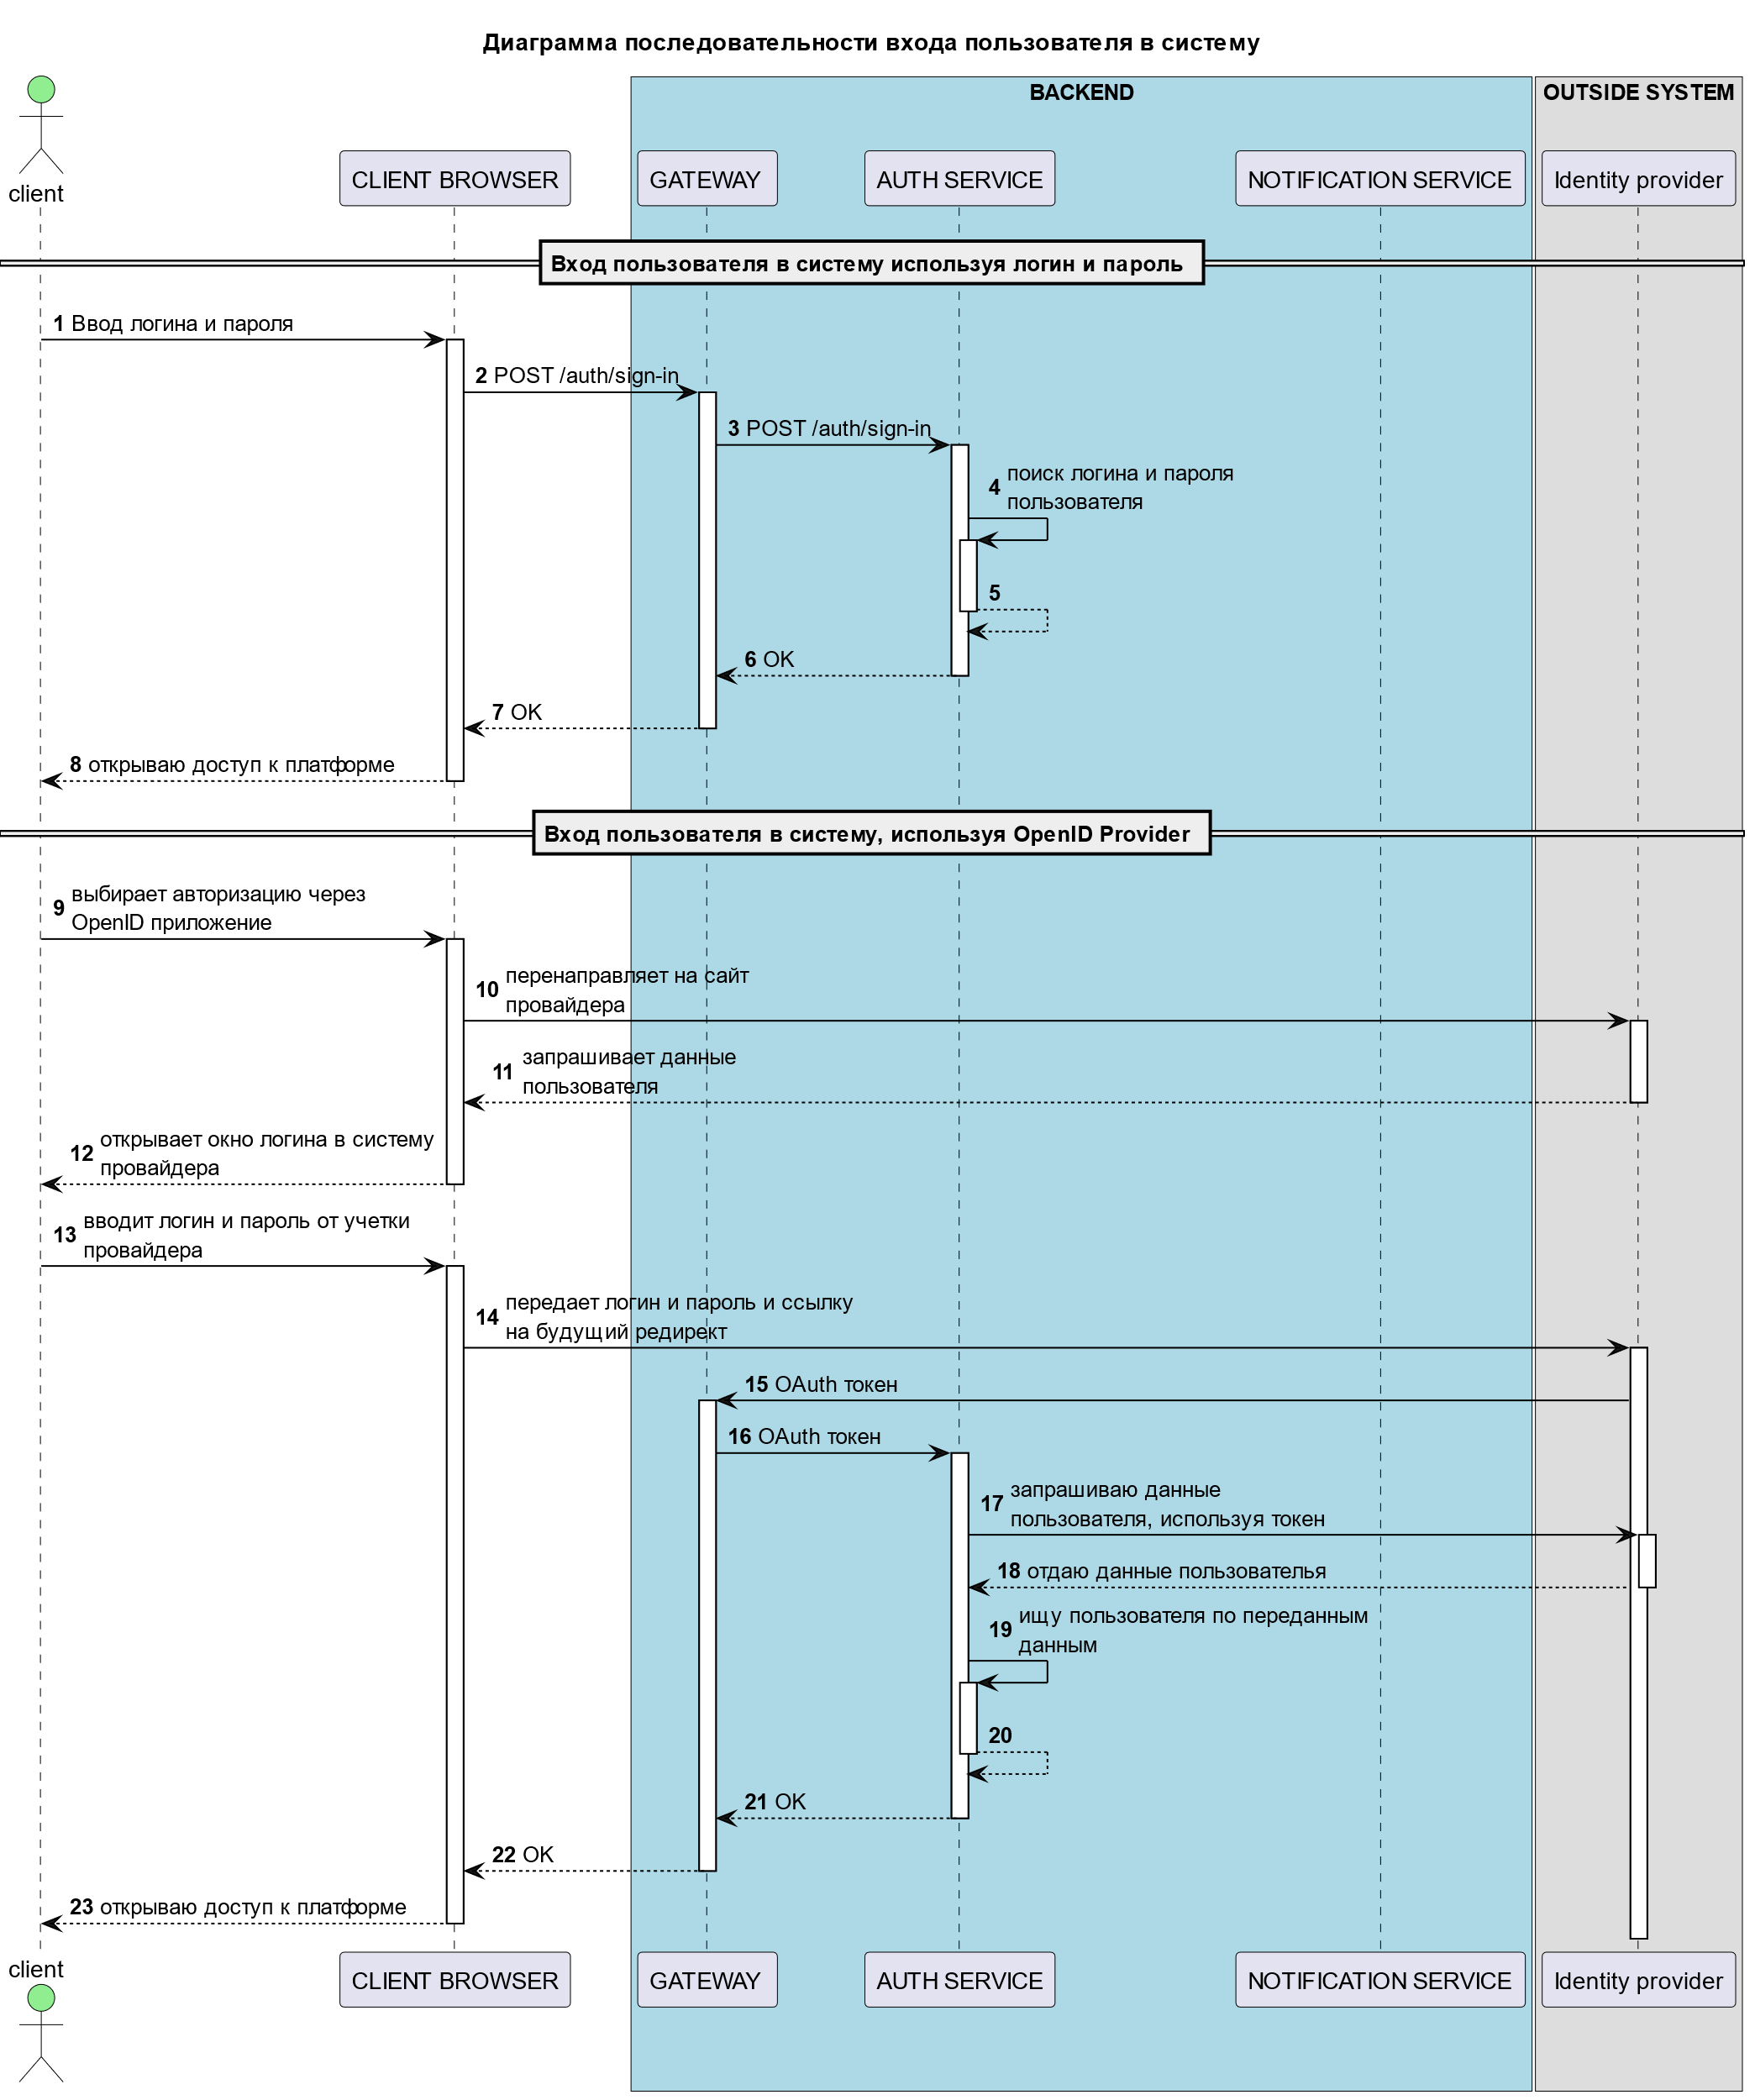 Диаграмма последовательности входа пользователя в систему
BACKEND
OUTSIDE SYSTEM
client
CLIENT BROWSER
GATEWAY
AUTH SERVICE
NOTIFICATION SERVICE
Identity provider
Вход пользователя в систему используя логин и пароль
1 Ввод логина и пароля
2 POST /auth/sign-in
3 POST /auth/sign-in
4 поиск логина и пароля
пользователя
5
6 OK
7 OK
8 открываю доступ к платформе
Вход пользователя в систему, используя OpenID Provider
9 выбирает авторизацию через
OpenID приложение
10 перенаправляет на сайт
провайдера
11 запрашивает данные
пользователя
12 открывает окно логина в систему
провайдера
13 вводит логин и пароль от учетки
провайдера
14 передает логин и пароль и ссылку
на будущий редирект
15 OAuth токен
16 OAuth токен
17 запрашиваю данные
пользователя, используя токен
18 отдаю данные пользователья
19 ищу пользователя по переданным
данным
20
21 OK
22 OK
23 открываю доступ к платформе
client
CLIENT BROWSER
GATEWAY
AUTH SERVICE
NOTIFICATION SERVICE
Identity provider